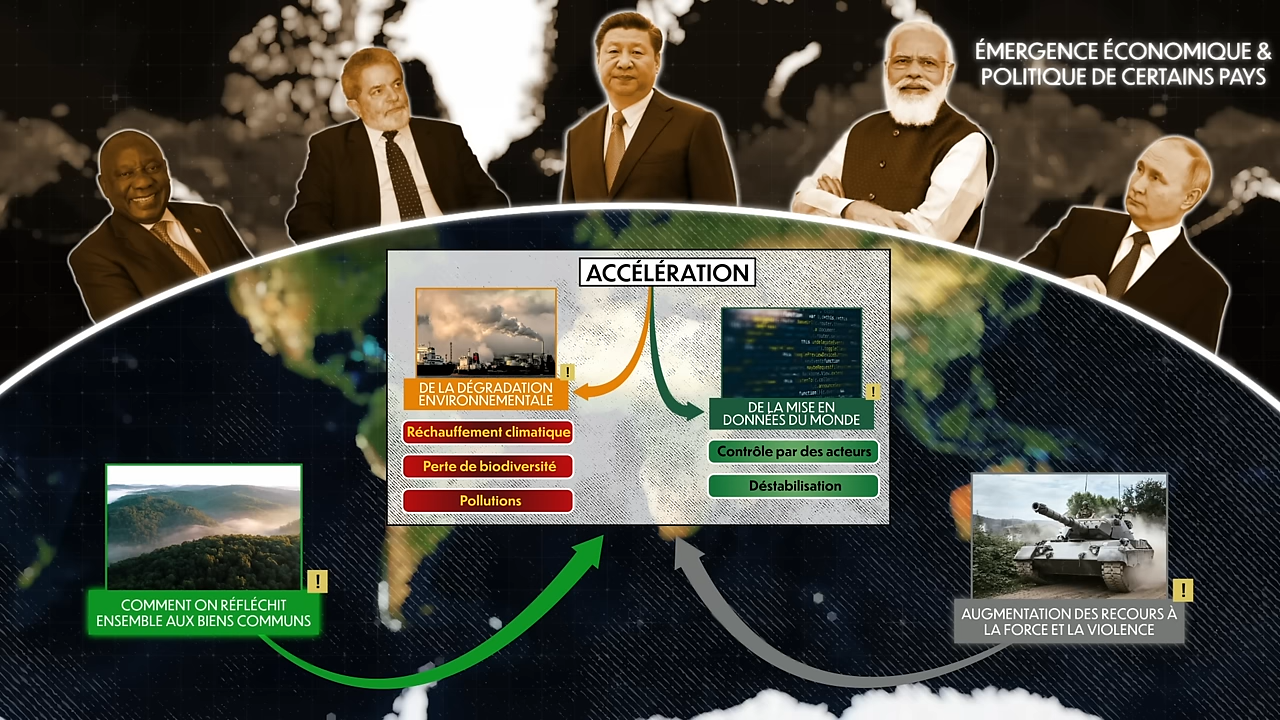 ÉMERGENCE ÉCONOMIQUE &
POLITIQUE DE CERTAINS PAYS
ACCÉLÉRATION
!
DE LA DÉGRADATION
ENVIRONNEMENTALE
Réchauffement climatique
Perte de biodiversité
Pollutions
!
DE LA MISE EN
DONNÉES DU MONDE
Contrôle par des acteurs
Déstabilisation
!
COMMENT ON RÉFLÉCHIT
ENSEMBLE AUX BIENS COMMUNS
!
AUGMENTATION DES RECOURS À
LA FORCE ET LA VIOLENCE